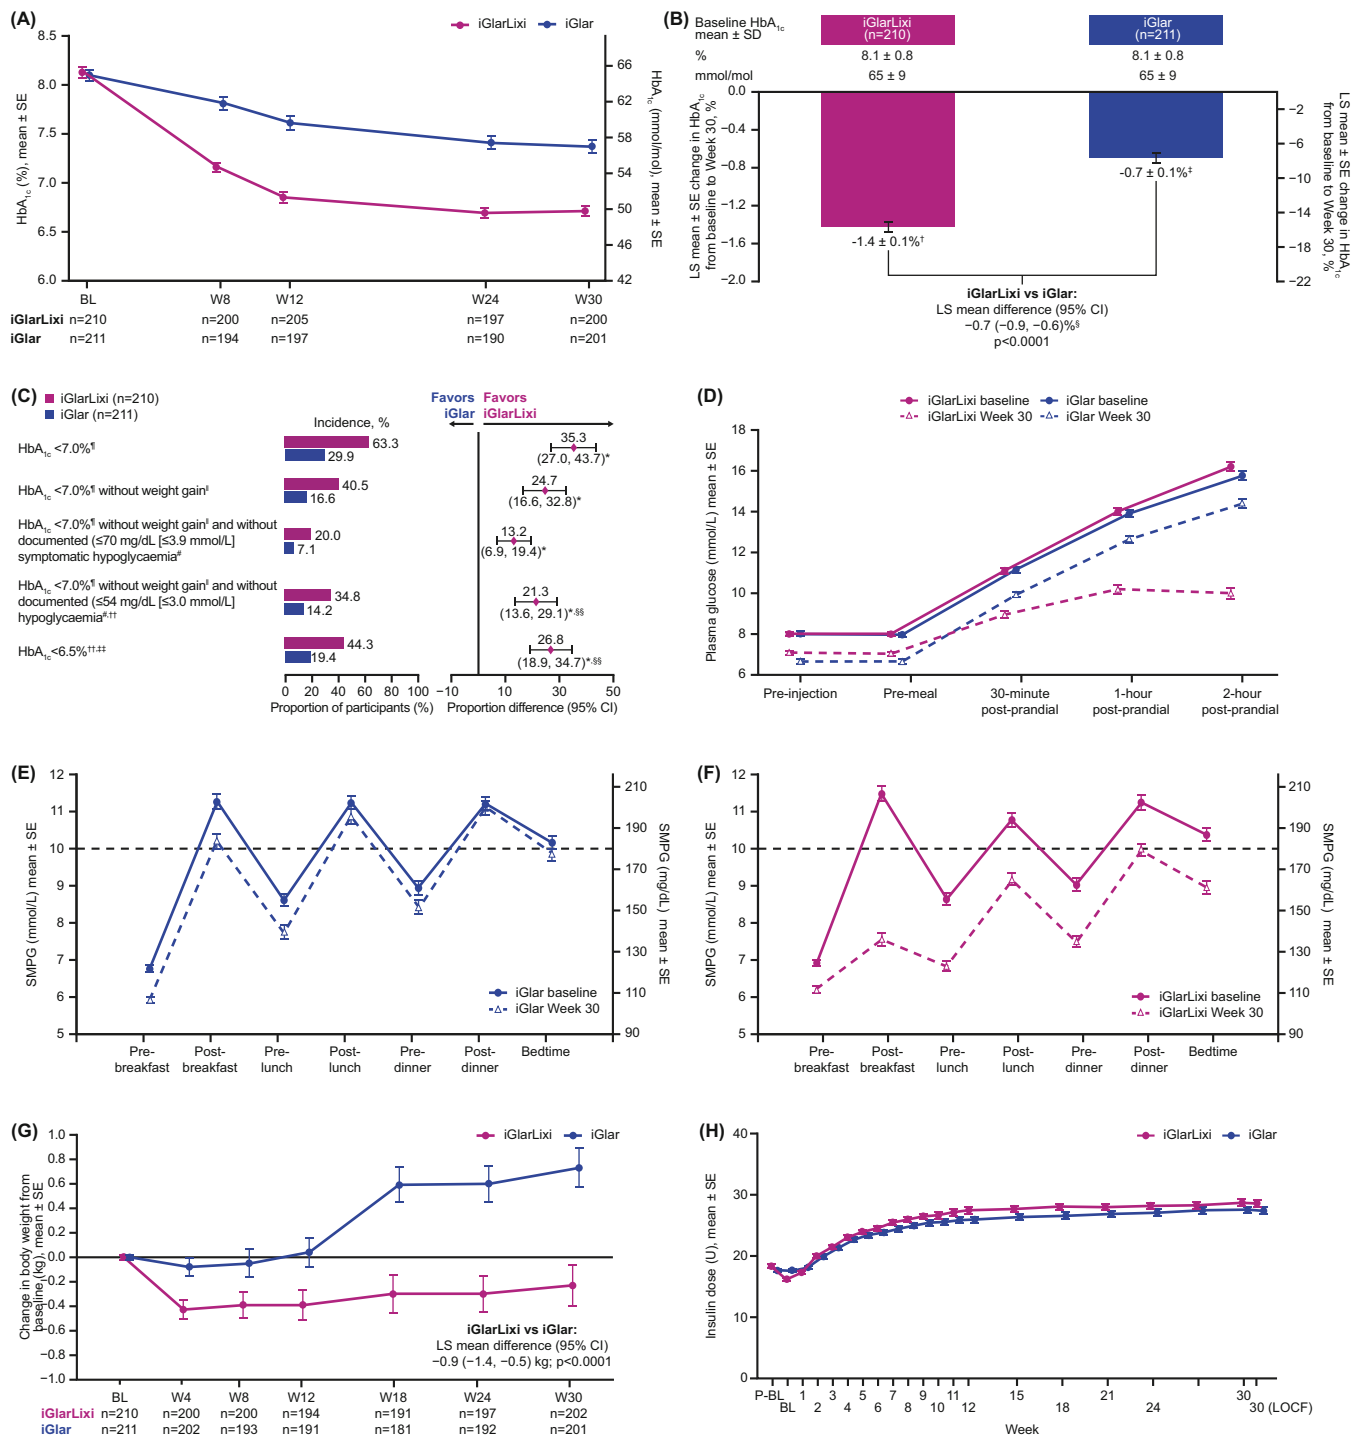 (A)
iGlarLixi iGlar
HbA1c (%), mean ± SE
8.5
8.0
7.5
7.0
6.5
6.0
66
62
58
54
50
46
42
HbA1c (mmol/mol), mean ± SE
BL W8 W12 W24 W30
iGlarLixi n=210 n=200 n=205 n=197 n=200
iGlar n=211 n=194 n=197 n=190 n=201
(B)
Baseline HbA1c
mean ± SD
iGlarLixi
(n=210)
iGlar
(n=211)
% 8.1 ± 0.8 8.1 ± 0.8
mmol/mol 65 ± 9 65 ± 9
LS mean ± SE change in HbA1c
from baseline to Week 30, %
0.0
−0.4
−0.8
−1.2
−1.6
−2.0
−2
−6
−10
−14
−18
−22
LS mean ± SE change in HbA1c
from baseline to Week 30, %
-0.7 ± 0.1%‡
-1.4 ± 0.1%†
iGlarLixi vs iGlar:
LS mean difference (95% CI)
−0.7 (−0.9, −0.6)%§
p<0.0001
(C)
iGlarLixi (n=210)
iGlar (n=211)
Incidence, %
Favors
iGlar
Favors
iGlarLixi
HbA1c <7.0%¶
63.3
29.9
35.3
(27.0, 43.7)*
HbA1c <7.0%¶ without weight gain‖
40.5
16.6
24.7
(16.6, 32.8)*
HbA1c <7.0%¶ without weight gain‖ and without
documented (≤70 mg/dL [≤3.9 mmol/L]
symptomatic hypoglycaemia#
20.0
7.1
13.2
(6.9, 19.4)*
HbA1c <7.0%¶ without weight gain‖ and without
documented (≤54 mg/dL [≤3.0 mmol/L]
hypoglycaemia#,††
34.8
14.2
21.3
(13.6, 29.1)*,§§
HbA1c<6.5%††,‡‡
44.3
19.4
26.8
(18.9, 34.7)*,§§
0 20 40 60 80 100
Proportion of participants (%)
−10 10 30 50
Proportion difference (95% CI)
(D)
iGlarLixi baseline iGlar baseline
iGlarLixi Week 30 iGlar Week 30
Plasma glucose (mmol/L) mean ± SE
18
16
14
12
10
8
6
Pre-injection Pre-meal 30-minute 1-hour 2-hour
post-prandial post-prandial post-prandial
(E)
SMPG (mmol/L) mean ± SE
12
11
10
9
8
7
6
5
210
190
170
150
130
110
90
SMPG (mg/dL) mean ± SE
iGlar baseline
iGlar Week 30
Pre- Post- Pre- Post- Pre- Post- Bedtime
breakfast breakfast lunch lunch dinner dinner
(F)
SMPG (mmol/L) mean ± SE
12
11
10
9
8
7
6
5
210
190
170
150
130
110
90
SMPG (mg/dL) mean ± SE
iGlarLixi baseline
iGlarLixi Week 30
Pre- Post- Pre- Post- Pre- Post- Bedtime
breakfast breakfast lunch lunch dinner dinner
(G)
iGlarLixi iGlar
Change in body weight from
baseline (kg), mean ± SE
1.0
0.8
0.6
0.4
0.2
0.0
−0.2
−0.4
−0.6
−0.8
−1.0
iGlarLixi vs iGlar:
LS mean difference (95% CI)
−0.9 (−1.4, −0.5) kg; p<0.0001
BL W4 W8 W12 W18 W24 W30
iGlarLixi n=210 n=200 n=200 n=194 n=191 n=197 n=202
iGlar n=211 n=202 n=193 n=191 n=181 n=192 n=201
(H)
iGlarLixi iGlar
Insulin dose (U), mean ± SE
40
30
20
10
0
P-BL 1 3 5 7 9 11 15 21 30
BL 2 4 6 8 10 12 18 24 30 (LOCF)
Week